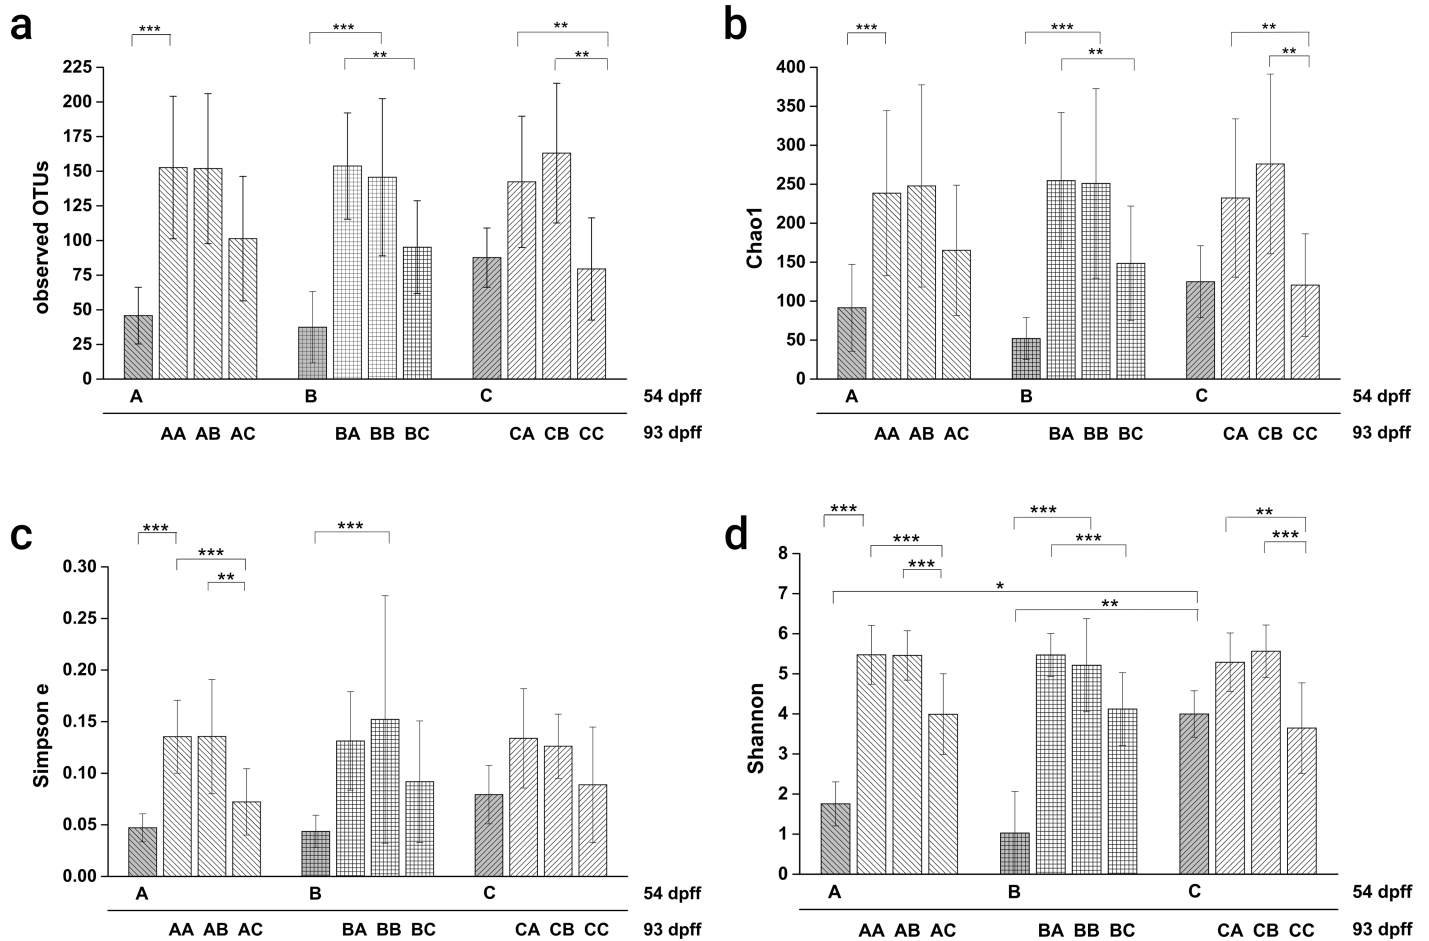 a
*** *** **
** **
225
200
175
150
125
100
75
50
25
0
observed OTUs
A B C 54 dpff
AA AB AC BA BB BC CA CB CC 93 dpff
b
*** *** **
** **
400
350
300
250
200
150
100
50
0
Chao1
A B C 54 dpff
AA AB AC BA BB BC CA CB CC 93 dpff
c
*** ***
***
**
0.30
0.25
0.20
0.15
0.10
0.05
0.00
Simpson e
A B C 54 dpff
AA AB AC BA BB BC CA CB CC 93 dpff
d
*** *** **
*** *** ***
***
*
**
8
7
6
5
4
3
2
1
0
Shannon
A B C 54 dpff
AA AB AC BA BB BC CA CB CC 93 dpff